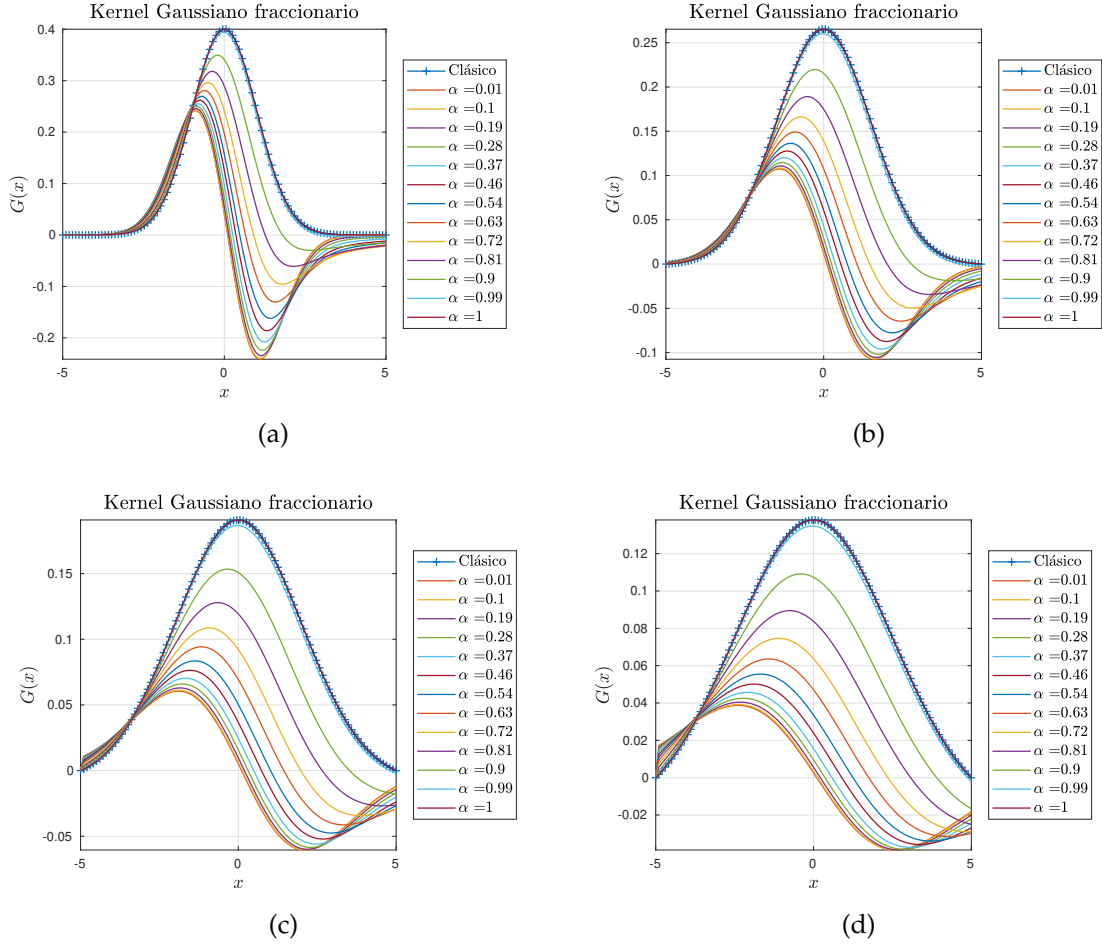 Kernel Gaussiano fraccionario
0.4
0.3
0.2
0.1
0
-0.1
-0.2
G(x)
-5
0
5
x
Clásico
α =0.01
α =0.1
α =0.19
α =0.28
α =0.37
α =0.46
α =0.54
α =0.63
α =0.72
α =0.81
α =0.9
α =0.99
α =1
(a)
Kernel Gaussiano fraccionario
0.25
0.2
0.15
0.1
0.05
0
-0.05
-0.1
G(x)
-5
0
5
x
Clásico
α =0.01
α =0.1
α =0.19
α =0.28
α =0.37
α =0.46
α =0.54
α =0.63
α =0.72
α =0.81
α =0.9
α =0.99
α =1
(b)
Kernel Gaussiano fraccionario
0.15
0.1
0.05
0
-0.05
G(x)
-5
0
5
x
Clásico
α =0.01
α =0.1
α =0.19
α =0.28
α =0.37
α =0.46
α =0.54
α =0.63
α =0.72
α =0.81
α =0.9
α =0.99
α =1
(c)
Kernel Gaussiano fraccionario
0.12
0.1
0.08
0.06
0.04
0.02
0
-0.02
G(x)
-5
0
5
x
Clásico
α =0.01
α =0.1
α =0.19
α =0.28
α =0.37
α =0.46
α =0.54
α =0.63
α =0.72
α =0.81
α =0.9
α =0.99
α =1
(d)